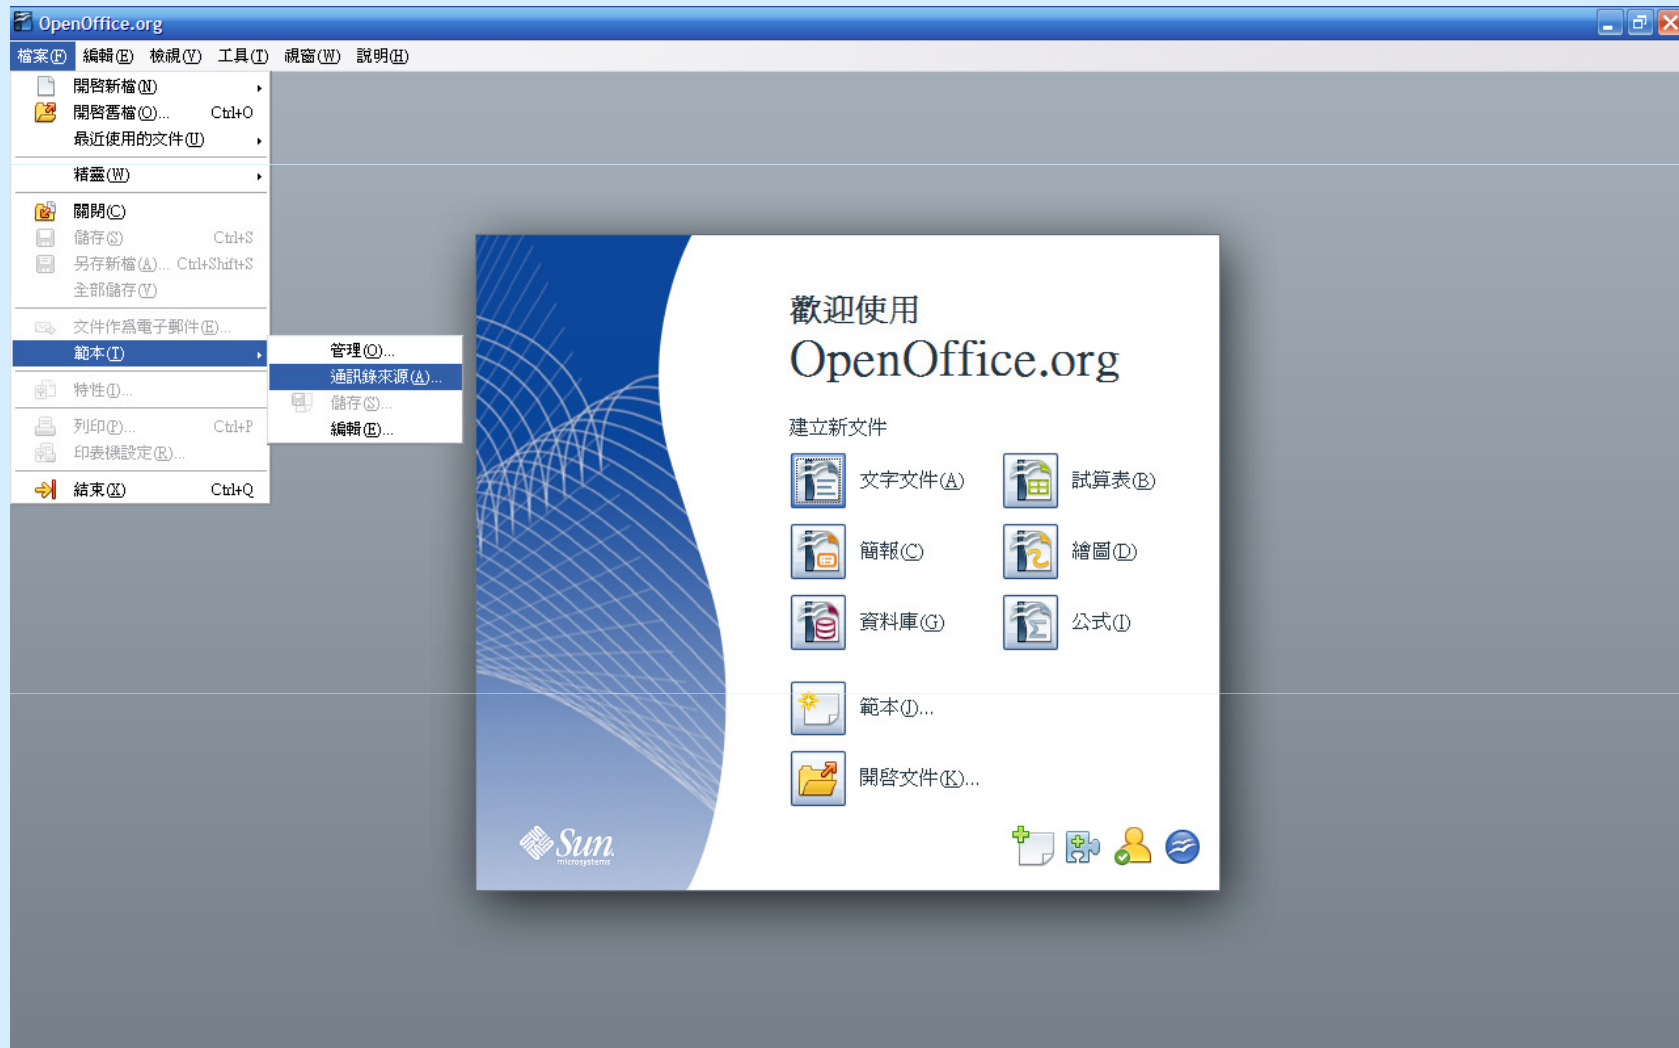 OpenOffice.org
檔案(F) 編輯(E) 檢視(V) 工具(T) 視窗(W) 說明(H)
開啓新檔(N)
開啓舊檔(O)... Ctrl+O
最近使用的文件(U)
精靈(W)
關閉(C)
儲存(S) Ctrl+S
另存新檔(A)... Ctrl+Shift+S
全部儲存(V)
文件作爲電子郵件(E)...
範本(T)
特性(I)...
列印(P)... Ctrl+P
印表機設定(R)...
結束(X) Ctrl+Q
管理(O)...
通訊錄來源(A)...
儲存(S)...
編輯(E)...
歡迎使用
OpenOffice.org
建立新文件
文字文件(A) 試算表(B)
簡報(C) 繪圖(D)
資料庫(G) 公式(I)
範本(J)...
開啓文件(K)...
Sun
microsystems